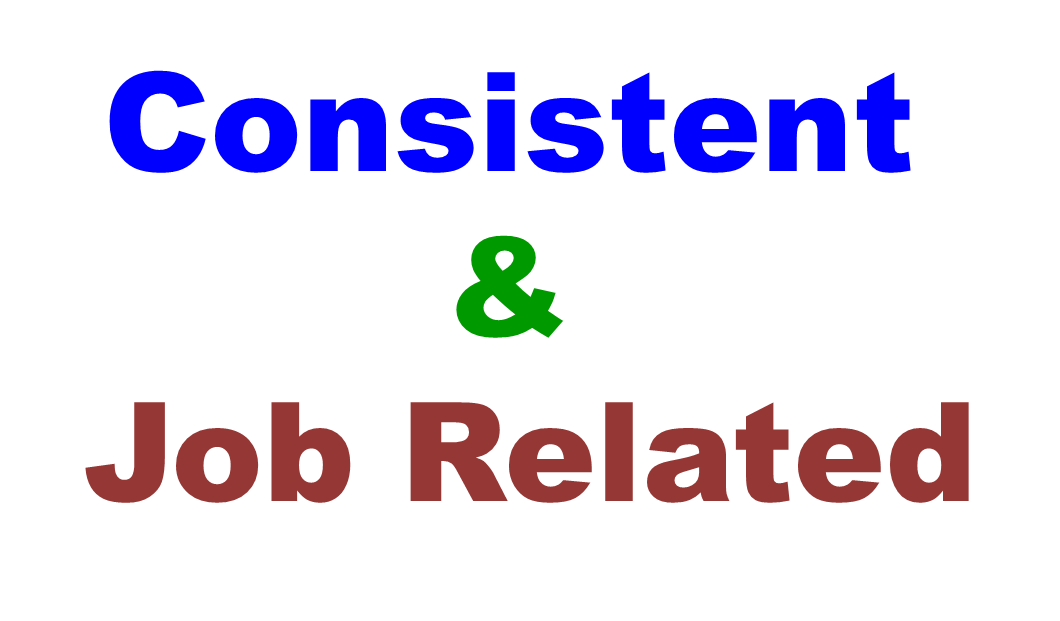 Consistent
&
Job Related